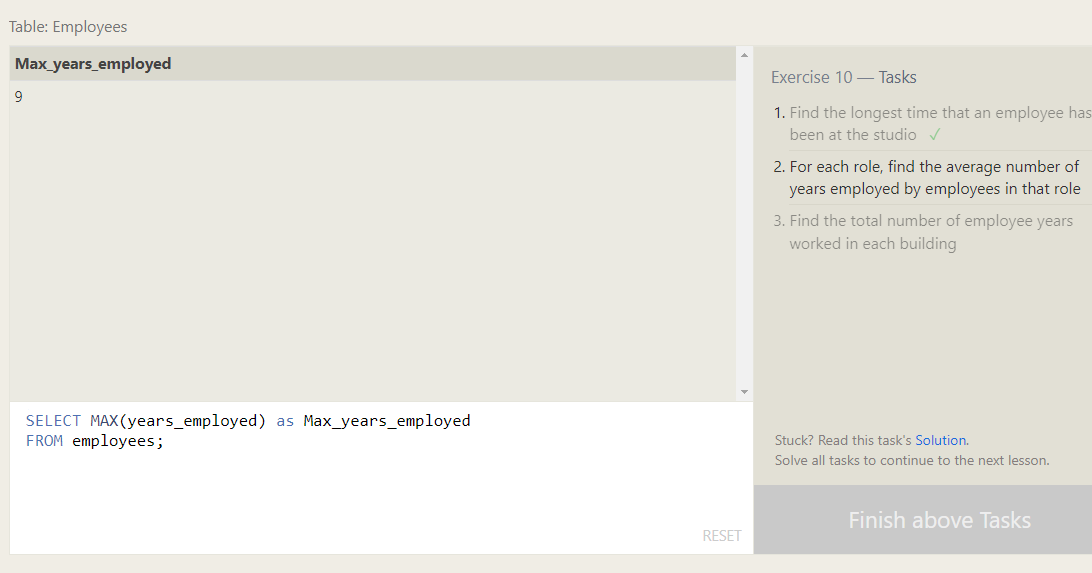 Table: Employees
Max_years_employed
9
SELECT MAX(years_employed) as Max_years_employed
FROM employees;
RESET
Exercise 10 — Tasks
1. Find the longest time that an employee has
been at the studio ✓
2. For each role, find the average number of
years employed by employees in that role
3. Find the total number of employee years
worked in each building
Stuck? Read this task's Solution.
Solve all tasks to continue to the next lesson.
Finish above Tasks